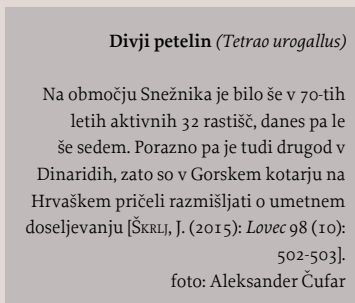 Divji petelin (Tetrao urogallus)
Na območju Snežnika je bilo še v 70-tih
letih aktivnih 32 rastišč, danes pa le
še sedem. Porazno pa je tudi drugod v
Dinaridih, zato so v Gorskem kotarju na
Hrvaškem pričeli razmišljati o umetnem
doseljevanju [Škrlj, J. (2015): Lovec 98 (10):
502-503].
foto: Aleksander Čufar